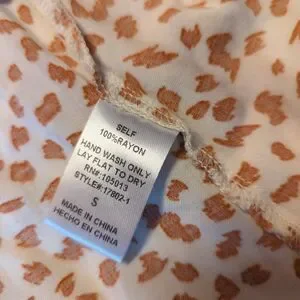 SELF
100%RAYON
HAND WASH ONLY
LAY FLAT TO DRY
RN#:105013
STYLE#:17802-1
S
MADE IN CHINA
HECHO EN CHINA